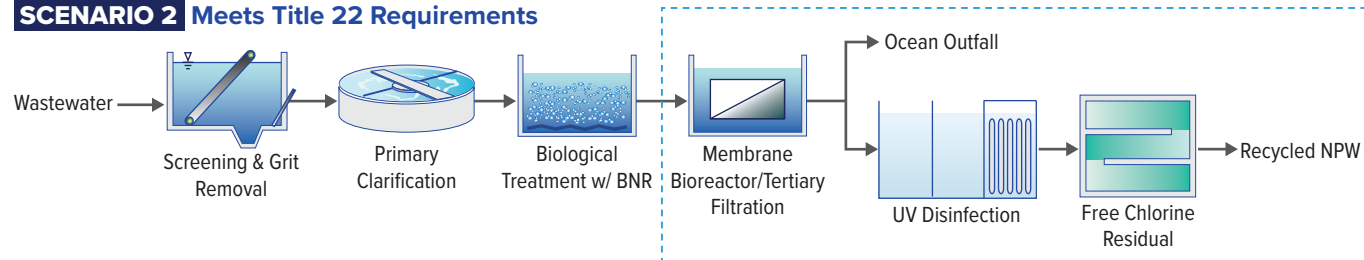 SCENARIO 2 Meets Title 22 Requirements
Wastewater
Screening & Grit
Removal
Primary
Clarification
Biological
Treatment w/ BNR
Membrane
Bioreactor/Tertiary
Filtration
Ocean Outfall
UV Disinfection
Free Chlorine
Residual
Recycled NPW